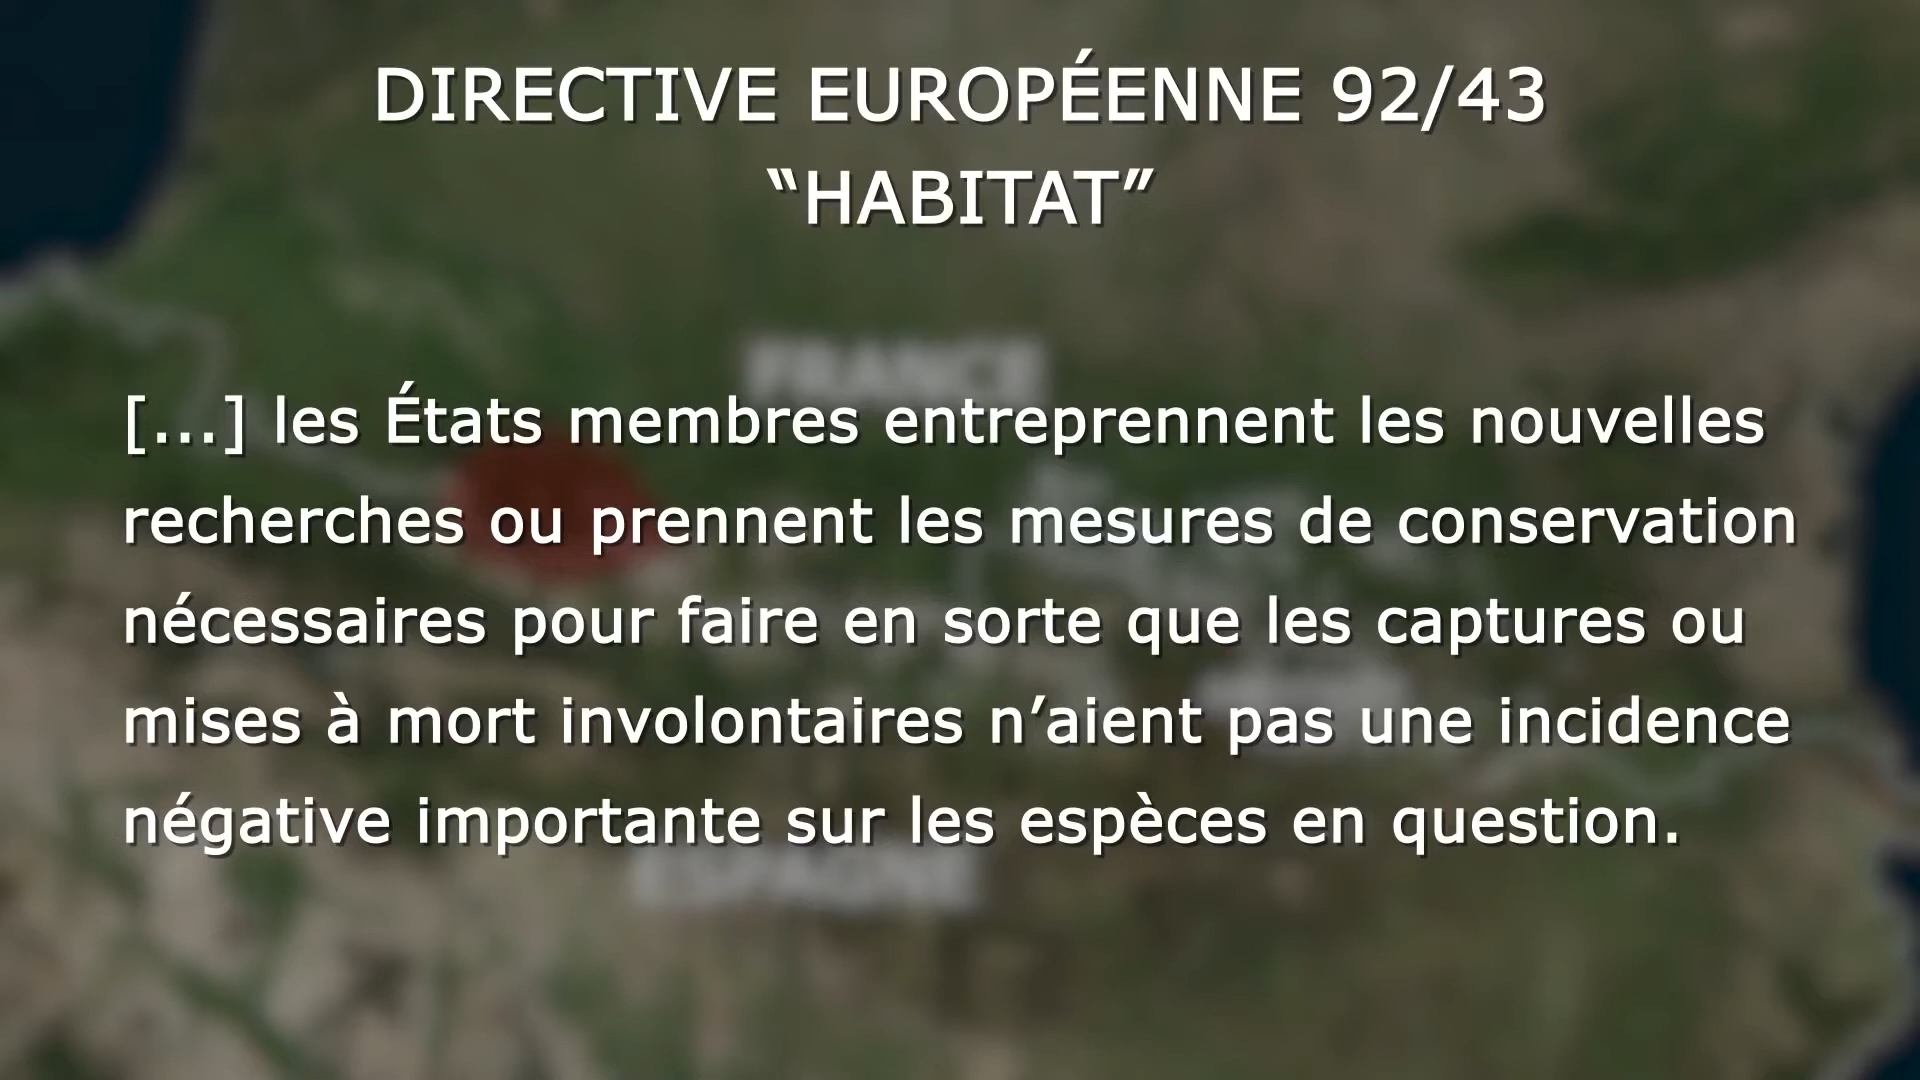 DIRECTIVE EUROPÉENNE 92/43
“HABITAT”
FRANCE
[...] les États membres entreprennent les nouvelles
recherches ou prennent les mesures de conservation
nécessaires pour faire en sorte que les captures ou
mises à mort involontaires n’aient pas une incidence
négative importante sur les espèces en question.
ESPAGNE